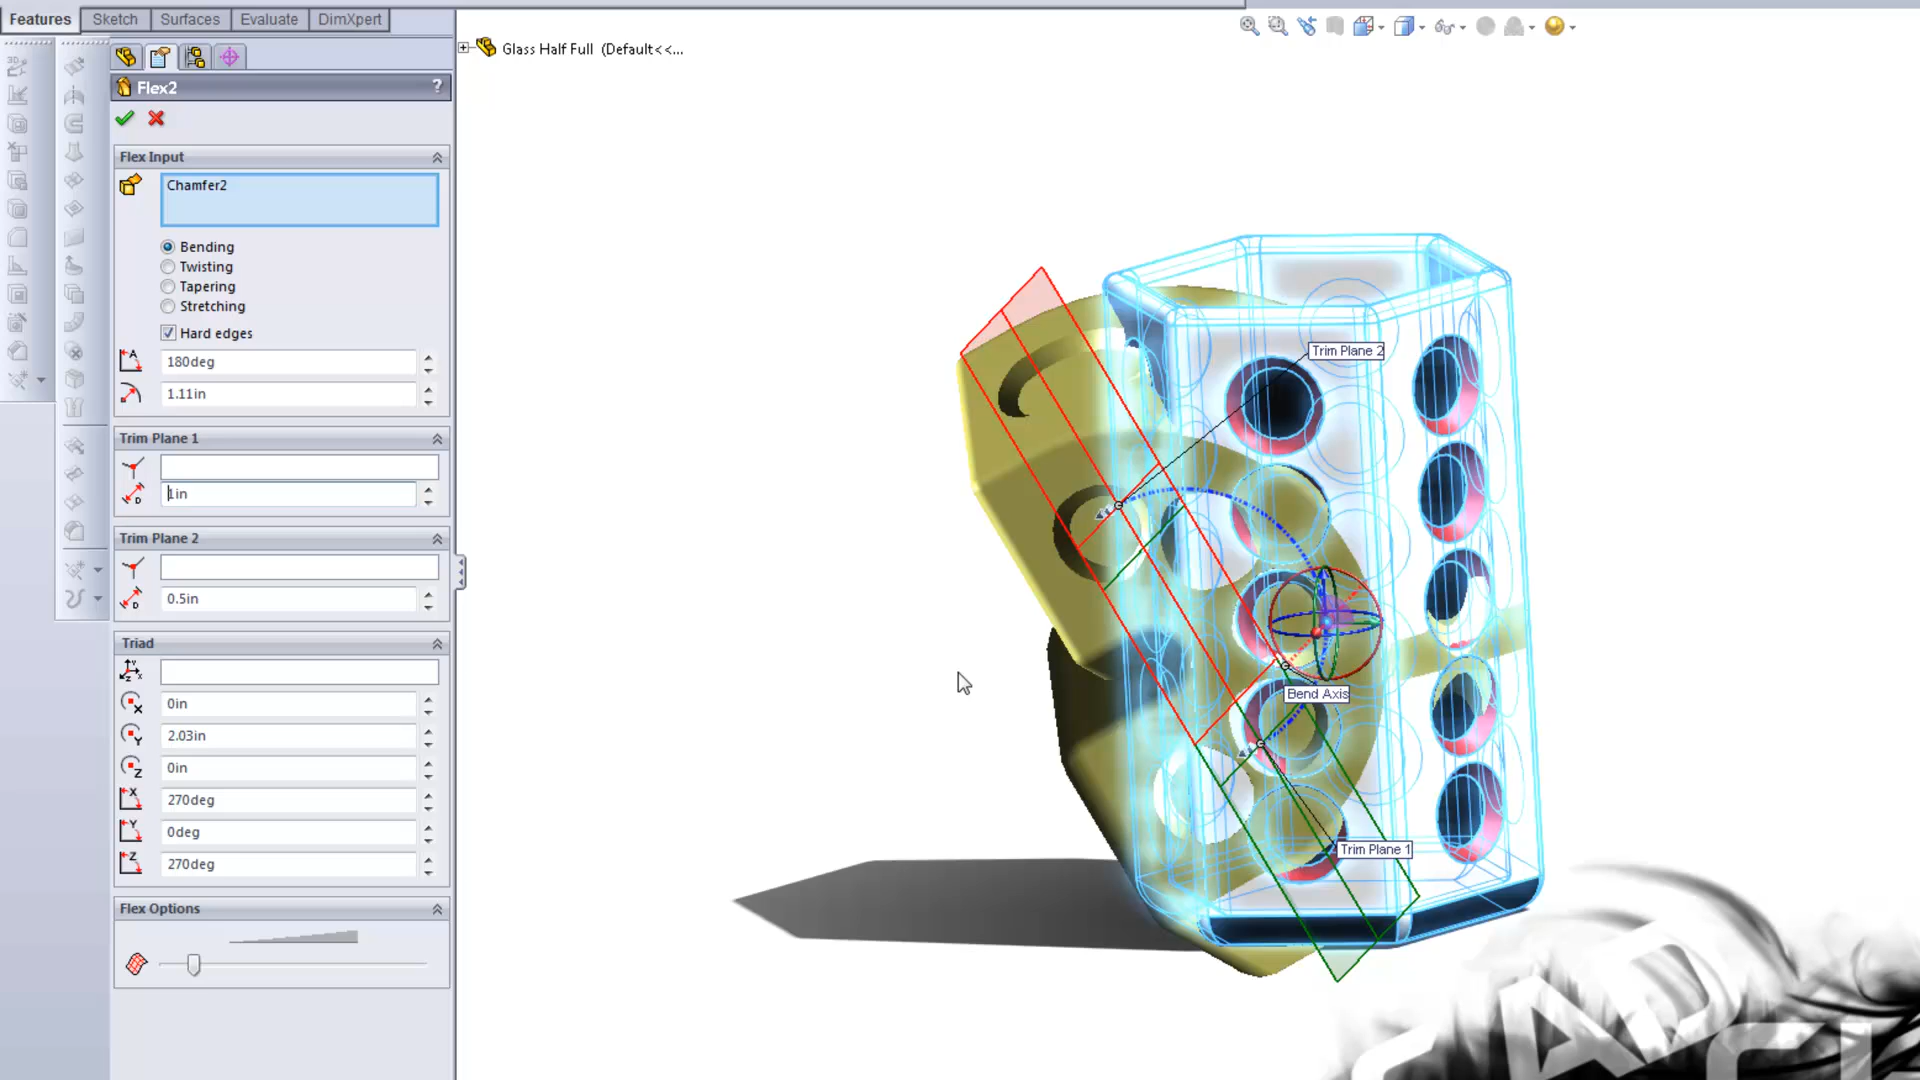 Features Sketch Surfaces Evaluate DimXpert
Glass Half Full (Default<<...
Flex2 ?
Flex Input
Chamfer2
Bending
Twisting
Tapering
Stretching
Hard edges
180deg
1.11in
Trim Plane 1
1in
Trim Plane 2
0.5in
Triad
0in
2.03in
0in
270deg
0deg
270deg
Flex Options
Trim Plane 2
Bend Axis
Trim Plane 1